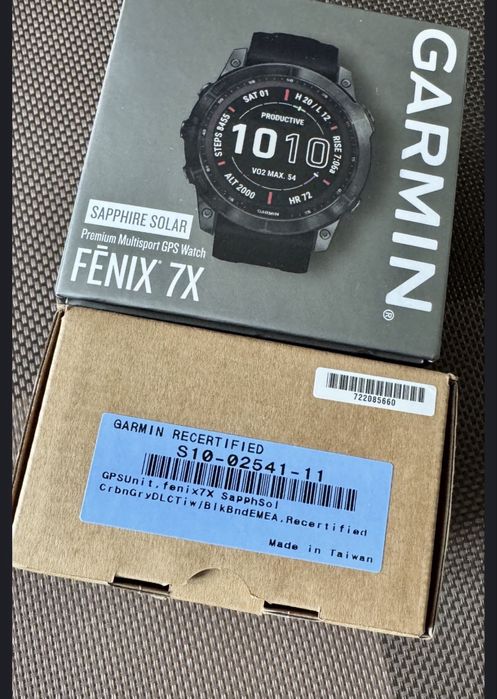 GARMIN®
SAT 01
H 20/L 12
STEPS 8455
PRODUCTIVE
RISE 7:06a
10 10
VO2 MAX. 54
ALT 2000
HR 72
GARMIN
SAPPHIRE SOLAR
Premium Multisport GPS Watch
FĒNIX® 7X
722085660
GARMIN RECERTIFIED
S10-02541-11
GPSUnit,fenix7X SapphSol
CrbnGryDLCTiw/BlkBndEMEA,Recertified
Made in Taiwan